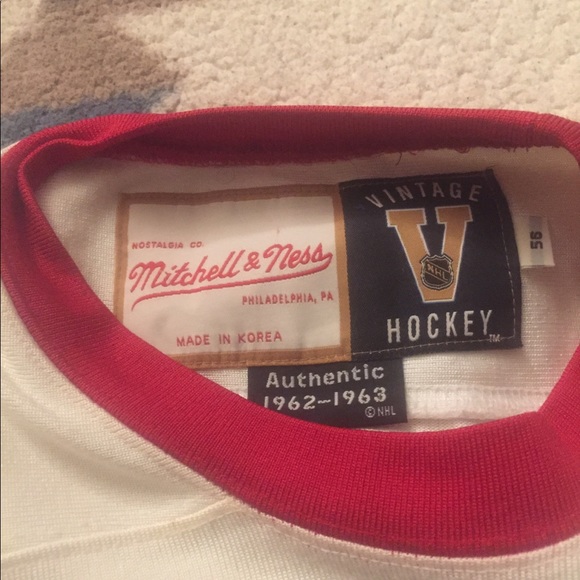 NOSTALGIA CO.
Mitchell & Ness
PHILADELPHIA, PA
MADE IN KOREA
VINTAGE
V
NHL
HOCKEY TM
56
Authentic
1962-1963
© NHL